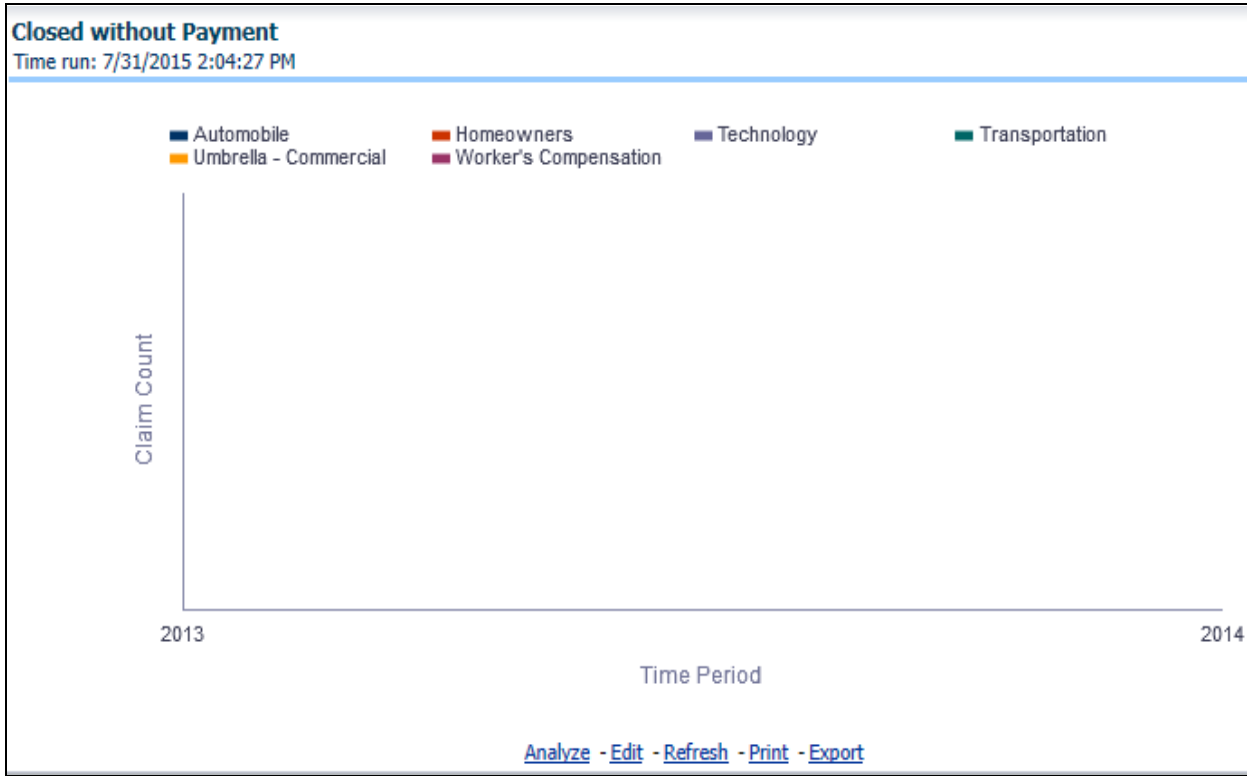 Closed without Payment
Time run: 7/31/2015 2:04:27 PM
Automobile Homeowners Technology Transportation
Umbrella - Commercial Worker's Compensation
Claim Count
2013 2014
Time Period
Analyze - Edit - Refresh - Print - Export